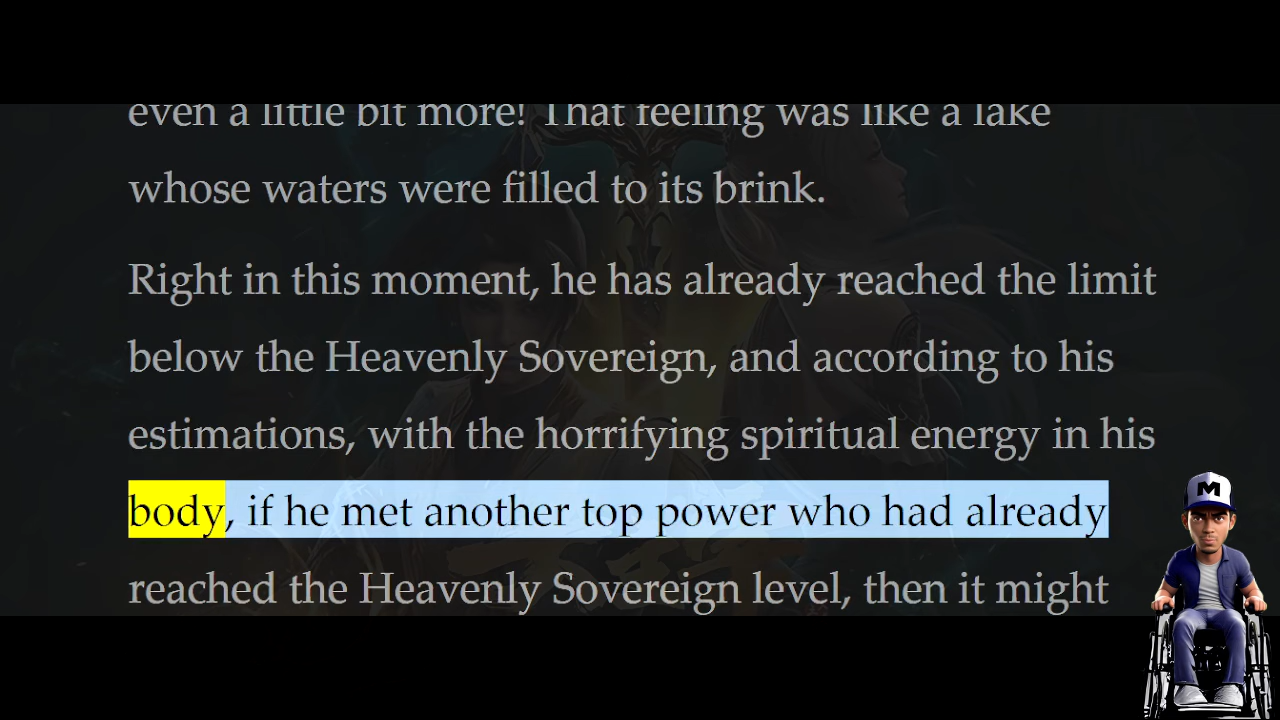 even a little bit more! That feeling was like a lake
whose waters were filled to its brink.
Right in this moment, he has already reached the limit
below the Heavenly Sovereign, and according to his
estimations, with the horrifying spiritual energy in his
body, if he met another top power who had already
reached the Heavenly Sovereign level, then it might
M